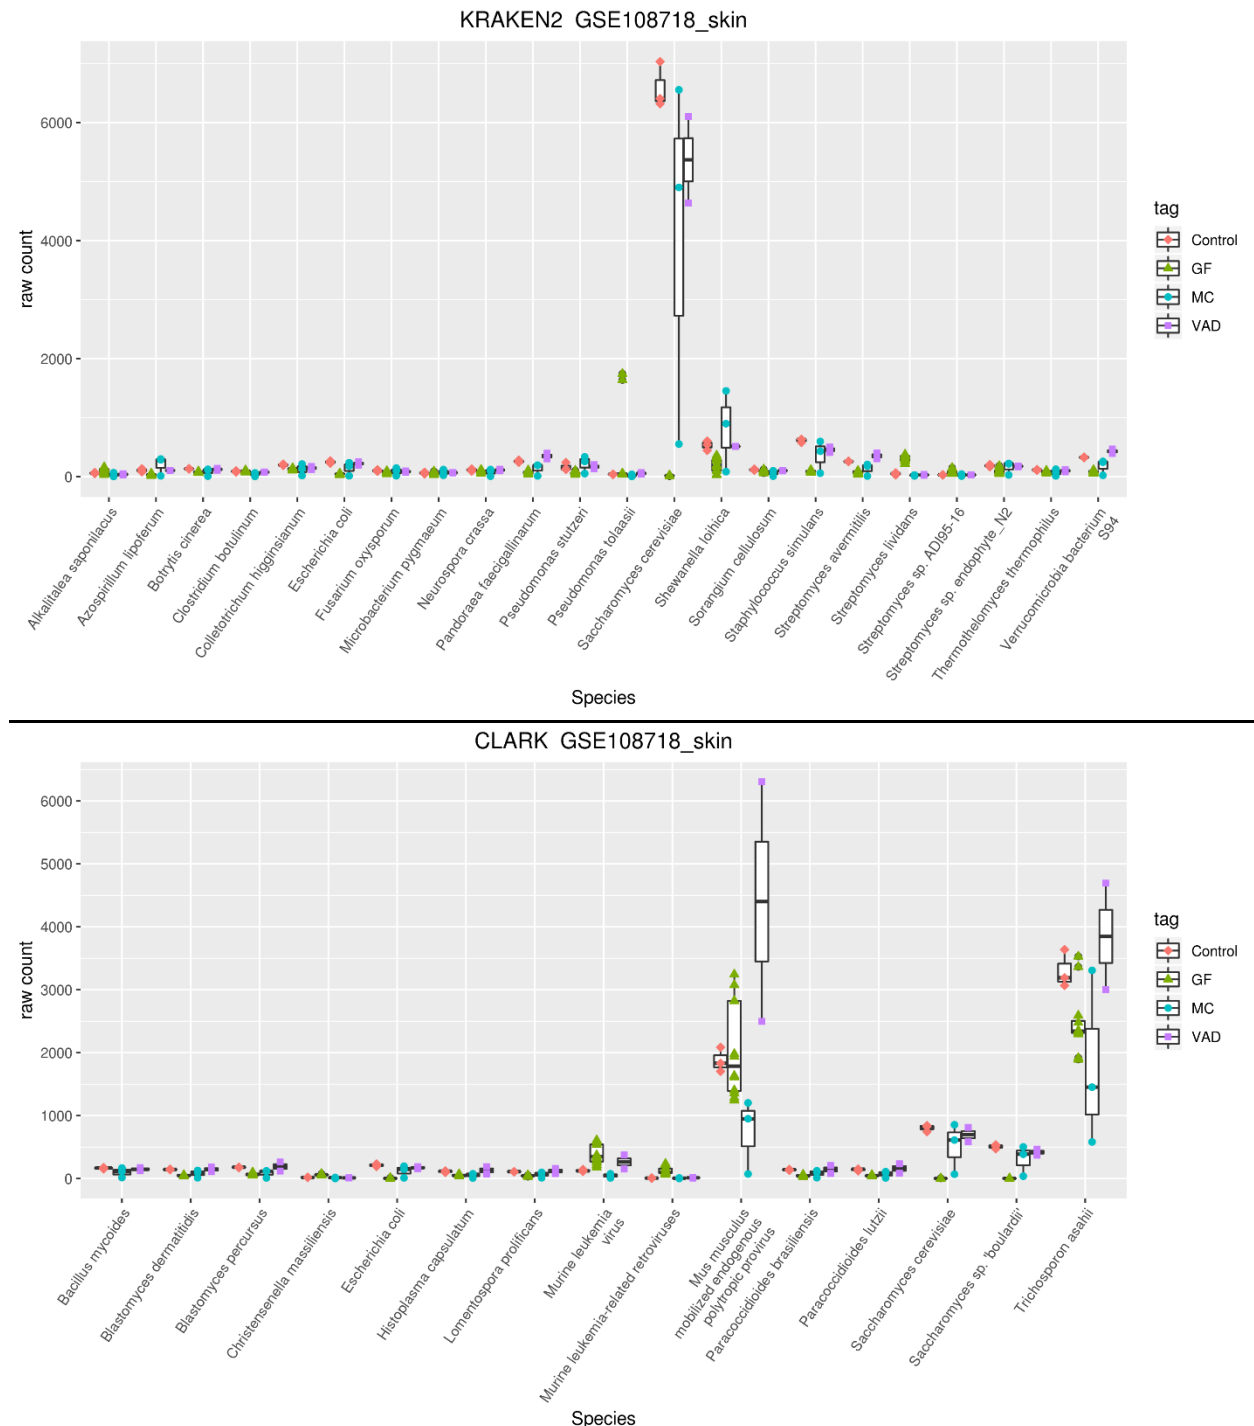 KRAKEN2 GSE108718_skin
raw count
6000
4000
2000
0
Alkalitalea saponilacus
Azospirillum lipoferum
Botrytis cinerea
Clostridium botulinum
Colletotrichum higginsianum
Escherichia coli
Fusarium oxysporum
Microbacterium pygmaeum
Neurospora crassa
Pandoraea faecigallinarum
Pseudomonas stutzeri
Pseudomonas tolaasii
Saccharomyces cerevisiae
Shewanella loihica
Sorangium cellulosum
Staphylococcus simulans
Streptomyces avermitilis
Streptomyces lividans
Streptomyces sp. ADI95-16
Streptomyces sp. endophyte_N2
Thermothelomyces thermophilus
Verrucomicrobia bacterium
S94
Species
tag
Control
GF
MC
VAD
CLARK GSE108718_skin
raw count
6000
5000
4000
3000
2000
1000
0
Bacillus mycoides
Blastomyces dermatitidis
Blastomyces percursus
Christensenella massiliensis
Escherichia coli
Histoplasma capsulatum
Lomentospora prolificans
Murine leukemia
virus
Murine leukemia-related retroviruses
Mus musculus
mobilized endogenous
polytropic provirus
Paracoccidioides brasiliensis
Paracoccidioides lutzii
Saccharomyces cerevisiae
Saccharomyces sp. 'boulardii'
Trichosporon asahii
Species
tag
Control
GF
MC
VAD